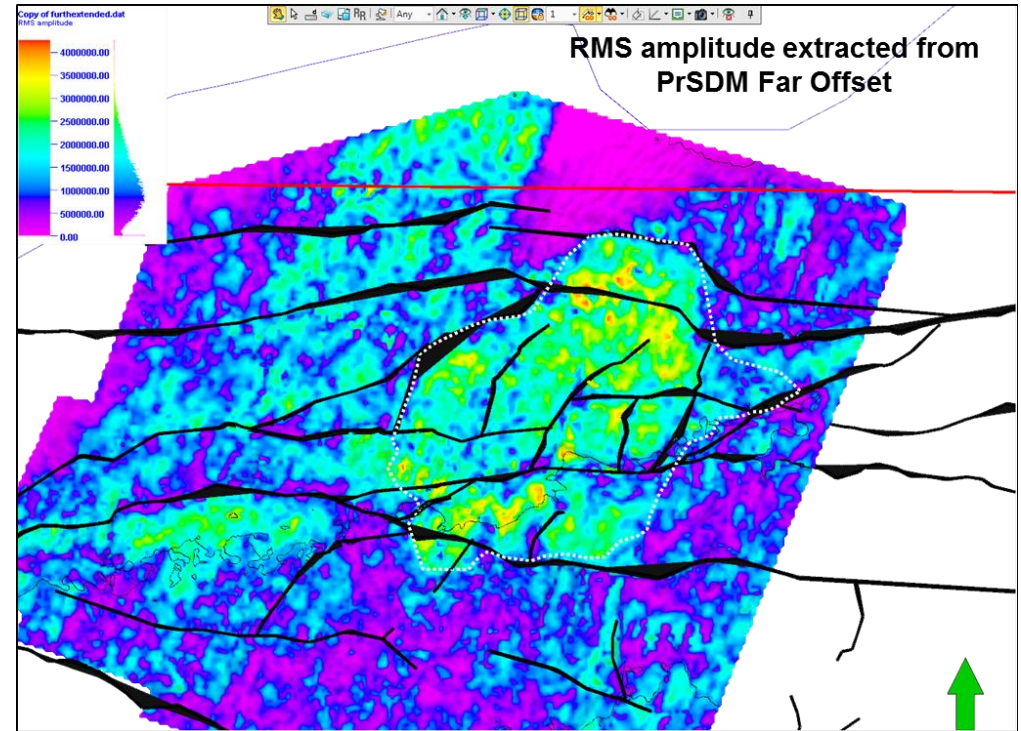 Copy of furthextended.dat
RMS amplitude
Any
1
RMS amplitude extracted from
PrSDM Far Offset
4000000.00
3500000.00
3000000.00
2500000.00
2000000.00
1500000.00
1000000.00
500000.00
0.00